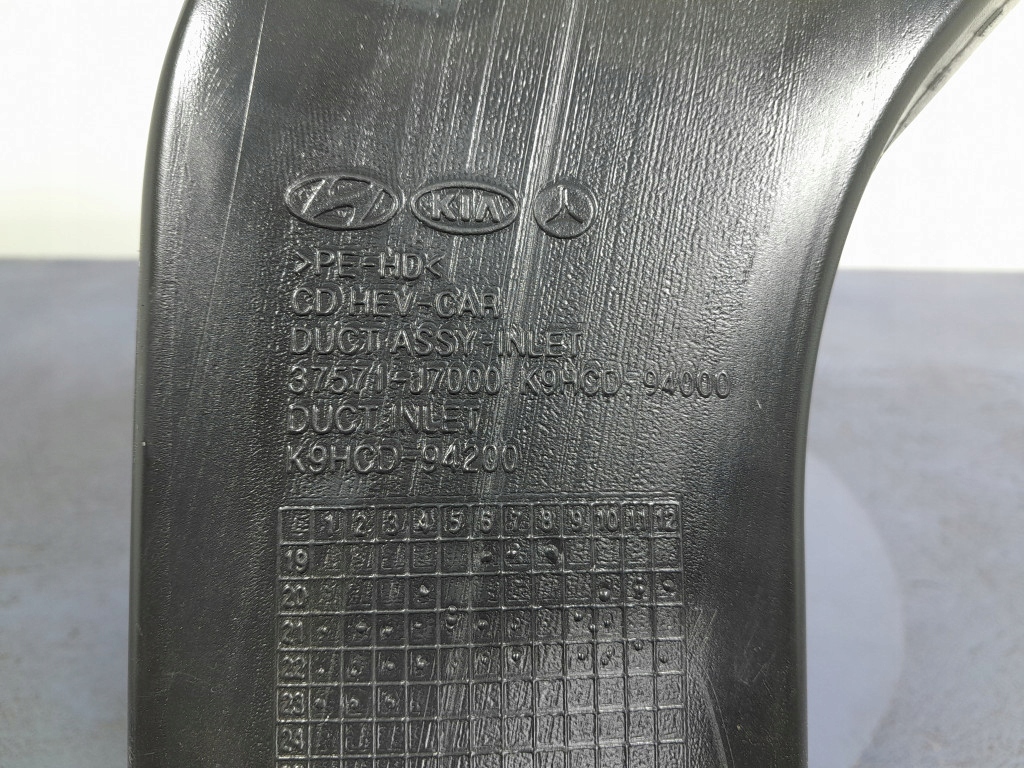 KIA
>PE-HD<
CD HEV-CAR
DUCT ASSY-INLET
37571-J7000 K9HCD-94000
DUCT INLET
K9HCD-94200
1 2 3 4 5 6 7 8 9 10 11 12
19
20
21
22
23
24